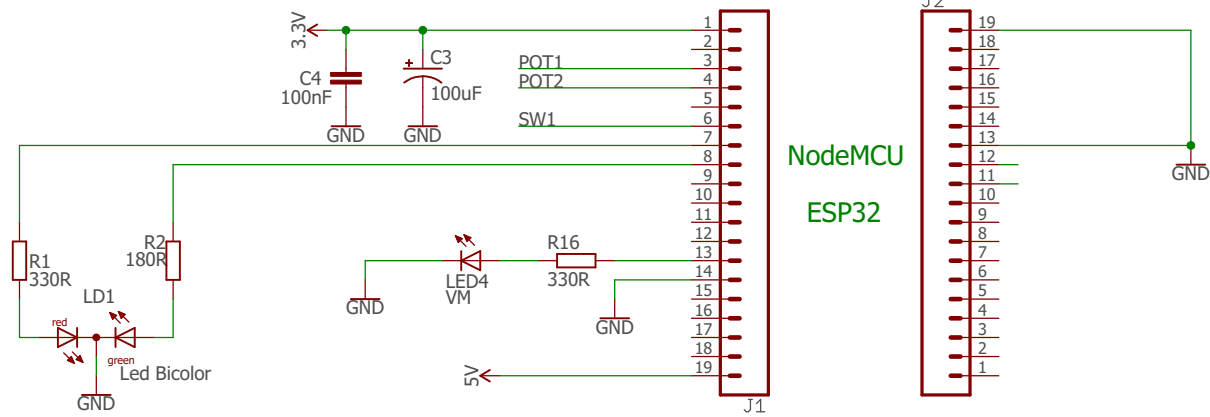 J2
3.3V
C4
100nF
GND
C3
100uF
GND
POT1
POT2
SW1
1
2
3
4
5
6
7
8
9
10
11
12
13
14
15
16
17
18
19
J1
NodeMCU
ESP32
19
18
17
16
15
14
13
12
11
10
9
8
7
6
5
4
3
2
1
GND
R1
330R
R2
180R
LD1
red
green
Led Bicolor
GND
GND
LED4
VM
R16
330R
GND
5V